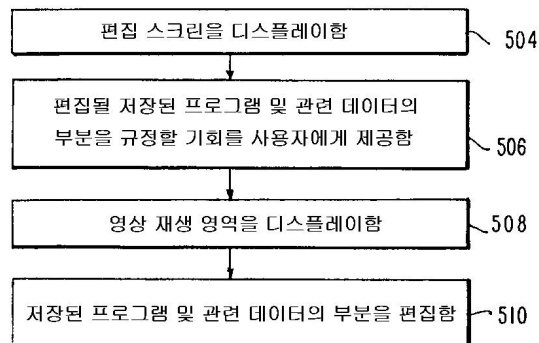 편집 스크린을 디스플레이함
504
편집될 저장된 프로그램 및 관련 데이터의
부분을 규정할 기회를 사용자에게 제공함
506
영상 재생 영역을 디스플레이함
508
저장된 프로그램 및 관련 데이터의 부분을 편집함
510